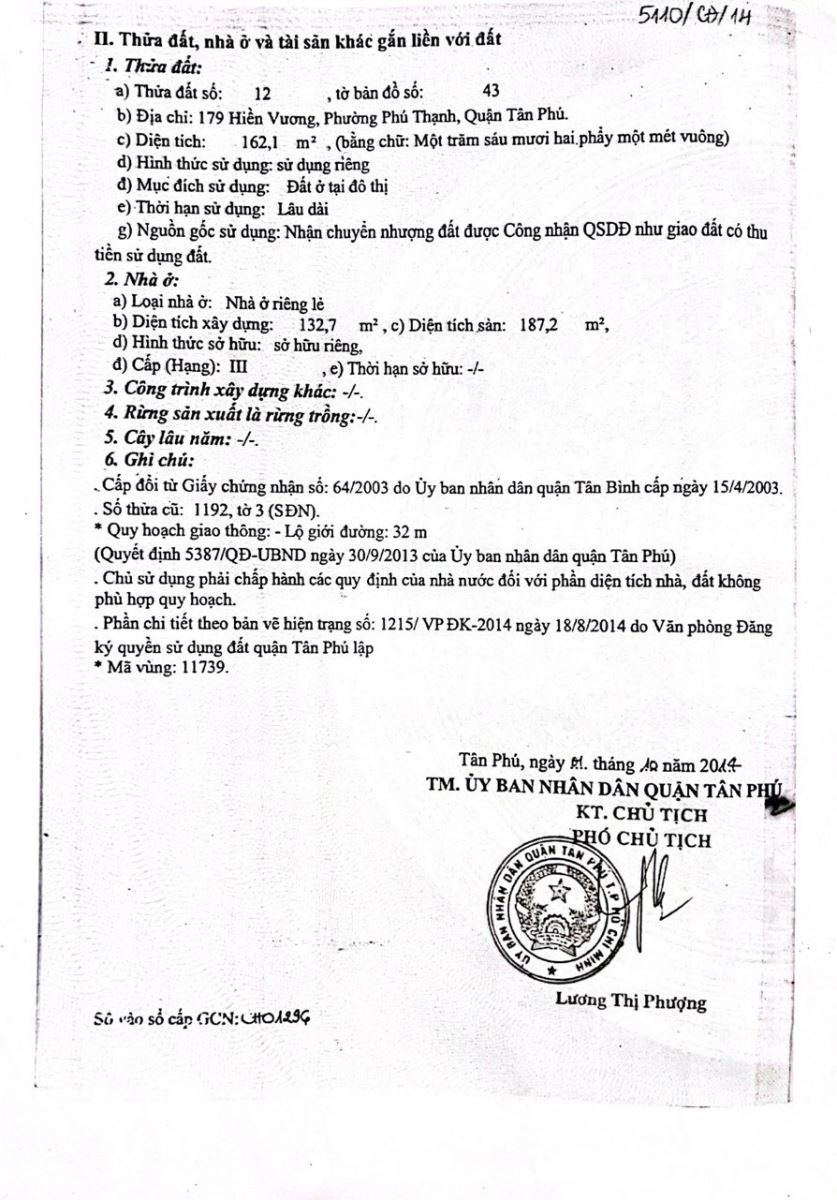 5110/CĐ/14
II. Thửa đất, nhà ở và tài sản khác gắn liền với đất
1. Thửa đất:
a) Thửa đất số: 12 , tờ bản đồ số: 43
b) Địa chỉ: 179 Hiền Vương, Phường Phú Thạnh, Quận Tân Phú.
c) Diện tích: 162,1 m² , (bằng chữ: Một trăm sáu mươi hai phẩy một mét vuông)
d) Hình thức sử dụng: sử dụng riêng
đ) Mục đích sử dụng: Đất ở tại đô thị
e) Thời hạn sử dụng: Lâu dài
g) Nguồn gốc sử dụng: Nhận chuyển nhượng đất được Công nhận QSDĐ như giao đất có thu
tiền sử dụng đất.
2. Nhà ở:
a) Loại nhà ở: Nhà ở riêng lẻ
b) Diện tích xây dựng: 132,7 m² , c) Diện tích sàn: 187,2 m²,
d) Hình thức sở hữu: sở hữu riêng,
đ) Cấp (Hạng): III , e) Thời hạn sở hữu: -/-
3. Công trình xây dựng khác: -/-.
4. Rừng sản xuất là rừng trồng:-/-.
5. Cây lâu năm: -/-.
6. Ghi chú:
. Cấp đổi từ Giấy chứng nhận số: 64/2003 do Ủy ban nhân dân quận Tân Bình cấp ngày 15/4/2003.
. Số thửa cũ: 1192, tờ 3 (SĐN).
* Quy hoạch giao thông: - Lộ giới đường: 32 m
(Quyết định 5387/QĐ-UBND ngày 30/9/2013 của Ủy ban nhân dân quận Tân Phú)
. Chủ sử dụng phải chấp hành các quy định của nhà nước đối với phần diện tích nhà, đất không
phù hợp quy hoạch.
. Phần chi tiết theo bản vẽ hiện trạng số: 1215/ VPĐK-2014 ngày 18/8/2014 do Văn phòng Đăng
ký quyền sử dụng đất quận Tân Phú lập
* Mã vùng: 11739.
Tân Phú, ngày tháng 10 năm 2014
TM. ỦY BAN NHÂN DÂN QUẬN TÂN PHÚ
KT. CHỦ TỊCH
PHÓ CHỦ TỊCH
ỦY BAN NHÂN DÂN QUẬN TÂN PHÚ T.P HỒ CHÍ MINH
Lương Thị Phượng
Số vào sổ cấp GCN: